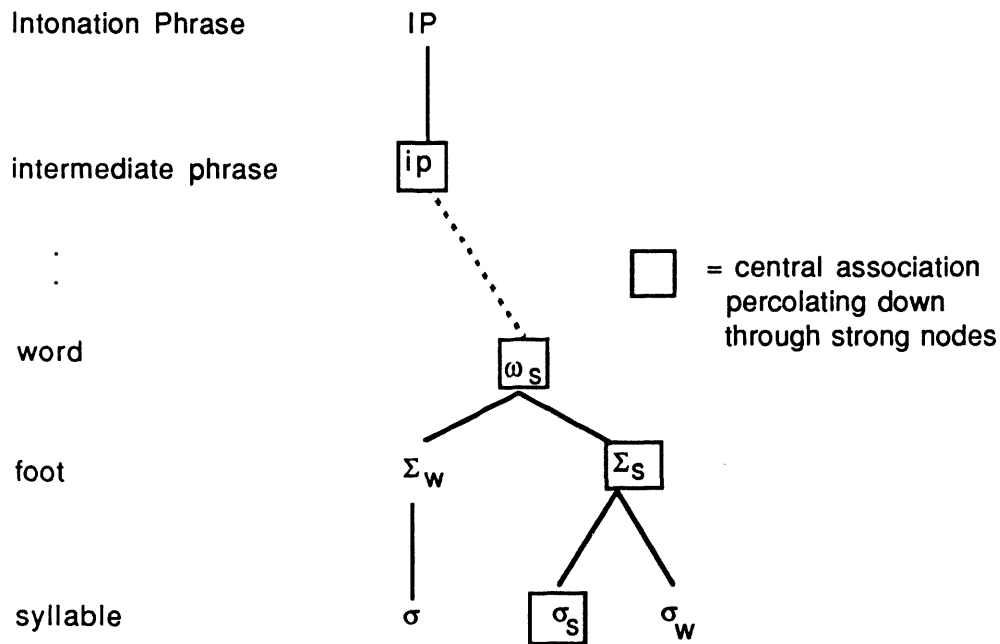 Intonation Phrase IP
intermediate phrase ip
.
.
= central association
percolating down
through strong nodes
word ωS
foot ΣW ΣS
syllable σ σS σW